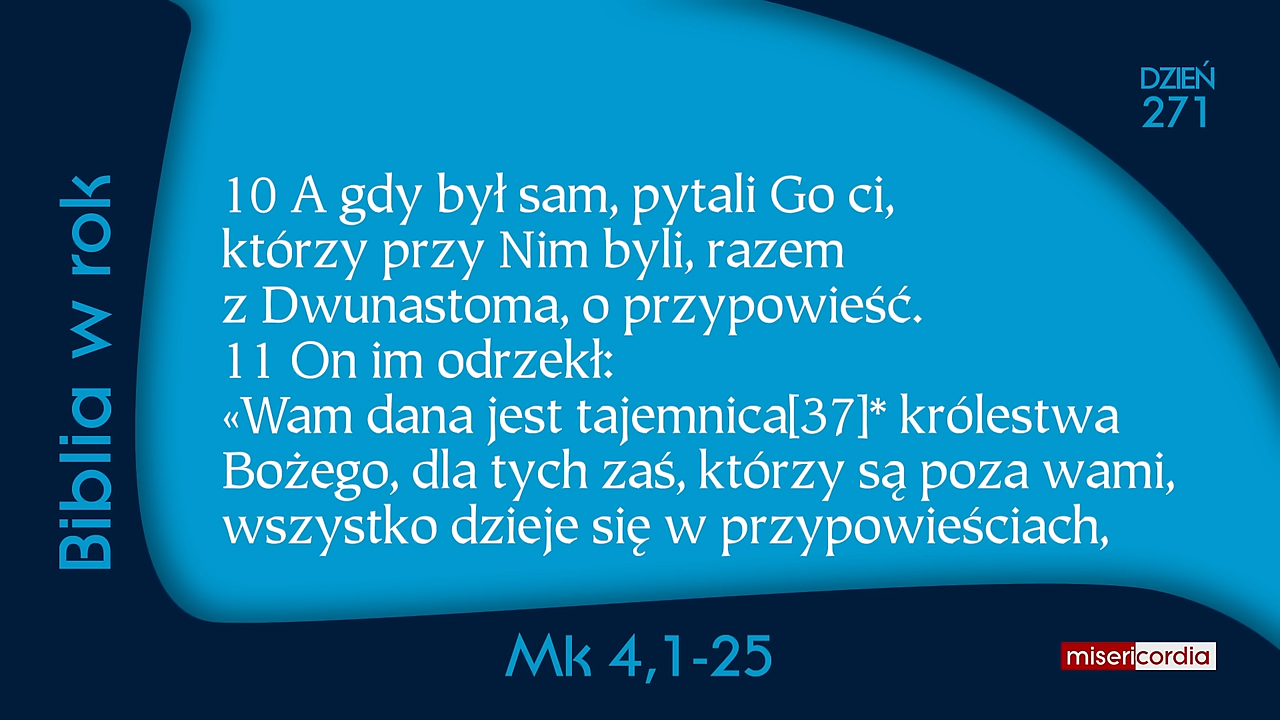 DZIEŃ
271
Biblia w rok
10 A gdy był sam, pytali Go ci,
którzy przy Nim byli, razem
z Dwunastoma, o przypowieść.
11 On im odrzekł:
«Wam dana jest tajemnica[37]* królestwa
Bożego, dla tych zaś, którzy są poza wami,
wszystko dzieje się w przypowieściach,
Mk 4,1-25
misericordia